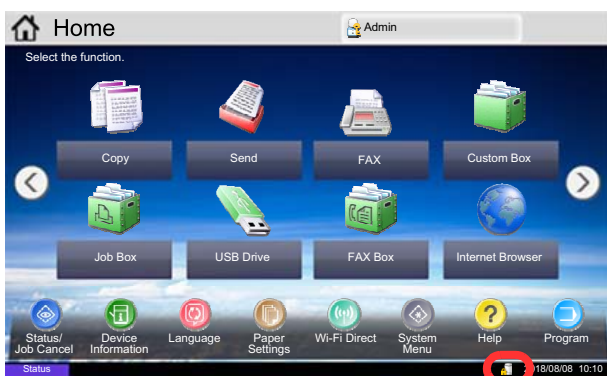 Home
Admin
Select the function.
Copy
Send
FAX
Custom Box
Job Box
USB Drive
FAX Box
Internet Browser
Status/
Job Cancel
Device
Information
Language
Paper
Settings
Wi-Fi Direct
System
Menu
Help
Program
Status
18/08/08 10:10